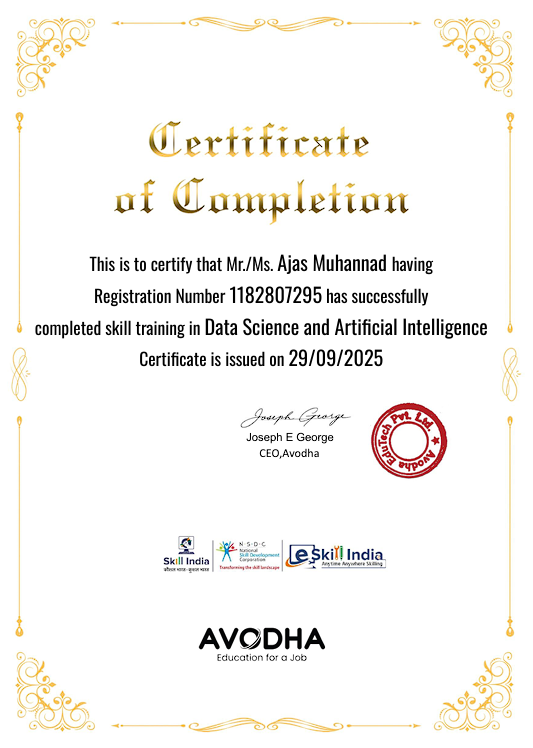 Certificate
of Completion
This is to certify that Mr./Ms. Ajas Muhannad having
Registration Number 1182807295 has successfully
completed skill training in Data Science and Artificial Intelligence
Certificate is issued on 29/09/2025
Joseph George
Joseph E George
CEO,Avodha
Avodha EduTech Pvt. Ltd.
Skill India
कौशल भारत - कुशल भारत
N·S·D·C
National
Skill Development
Corporation
Transforming the skill landscape
eSkill India
Anytime Anywhere Skilling
AVODHA
Education for a Job